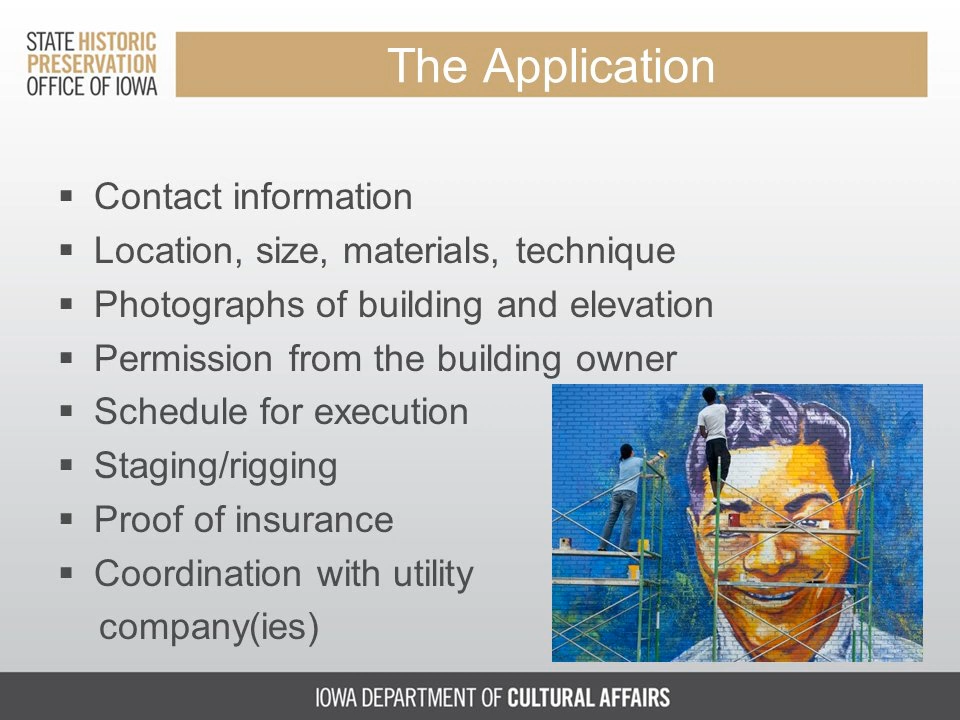 STATE HISTORIC
PRESERVATION
OFFICE OF IOWA
The Application
▪ Contact information
▪ Location, size, materials, technique
▪ Photographs of building and elevation
▪ Permission from the building owner
▪ Schedule for execution
▪ Staging/rigging
▪ Proof of insurance
▪ Coordination with utility
company(ies)
IOWA DEPARTMENT OF CULTURAL AFFAIRS